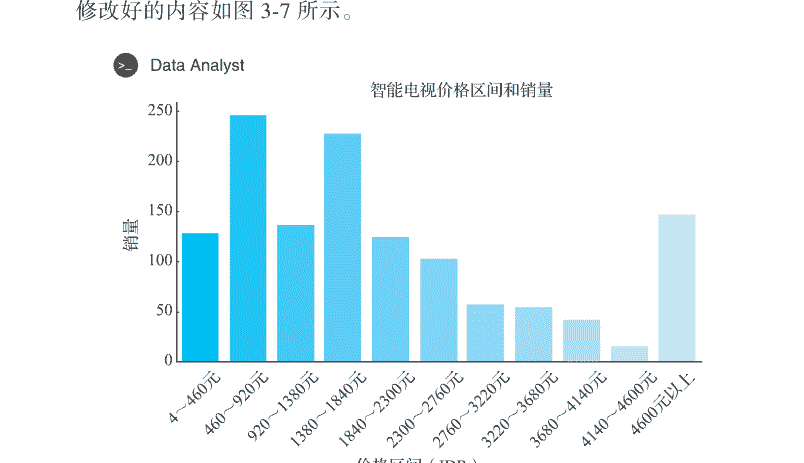 修改好的内容如图 3-7 所示。
>_ Data Analyst
智能电视价格区间和销量
250
200
150
100
50
0
销量
4～460元
460～920元
920～1380元
1380～1840元
1840～2300元
2300～2760元
2760～3220元
3220～3680元
3680～4140元
4140～4600元
4600元以上
价格区间（IDR）